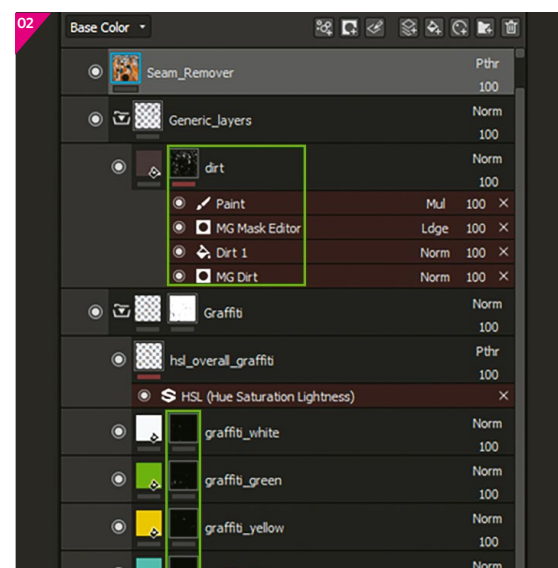 02
Base Color
Seam_Remover
Pthr
100
Generic_layers
Norm
100
dirt
Norm
100
Paint Mul 100
MG Mask Editor Ldge 100
Dirt 1 Norm 100
MG Dirt Norm 100
Graffiti
Norm
100
hsl_overall_graffiti
Pthr
100
HSL (Hue Saturation Lightness)
graffiti_white
Norm
100
graffiti_green
Norm
100
graffiti_yellow
Norm
100
Norm